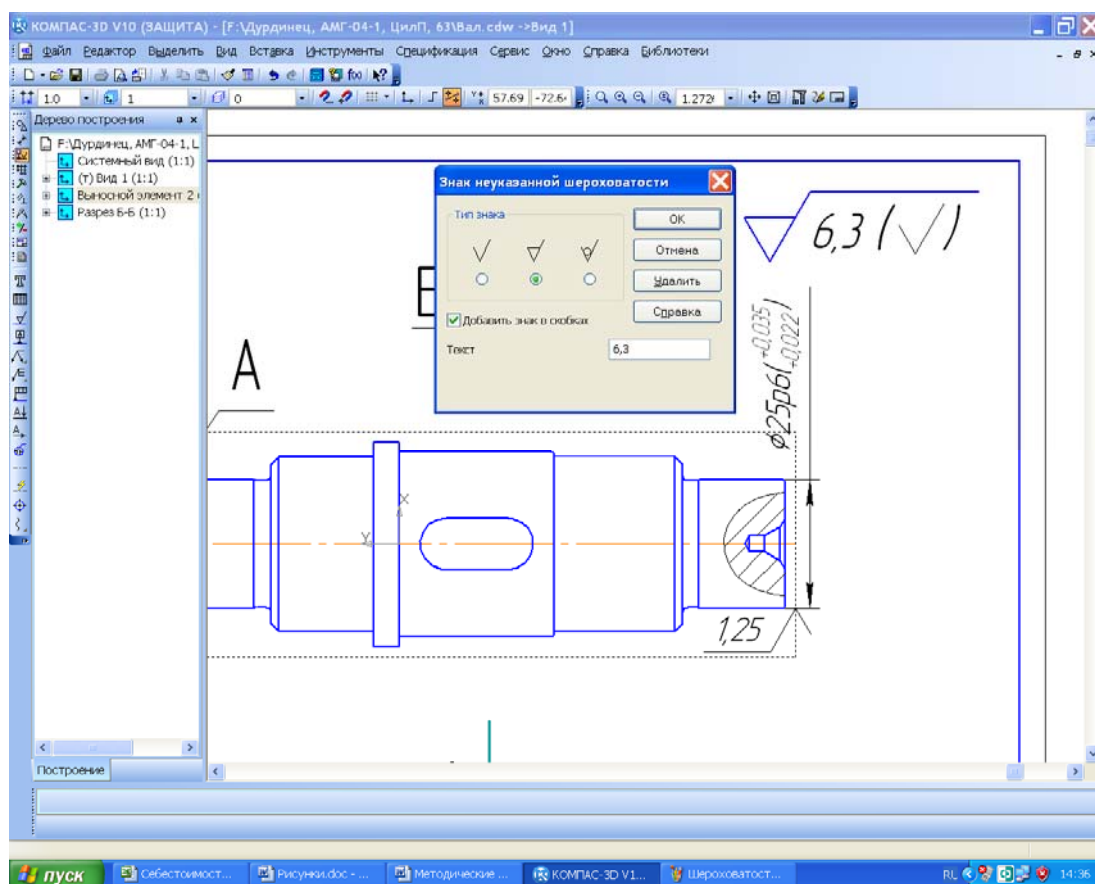 КОМПАС-3D V10 (ЗАЩИТА) - [F:\Дурдинец, АМГ-04-1, ЦилП, 63\Вал.cdw ->Вид 1]
Файл Редактор Выделить Вид Вставка Инструменты Спецификация Сервис Окно Справка Библиотеки
1.0 1 0 57.69 -72.6 1.272
Дерево построения
F:\Дурдинец, АМГ-04-1, L
Системный вид (1:1)
(т) Вид 1 (1:1)
Выносной элемент 2
Разрез Б-Б (1:1)
Построение
Знак неуказанной шероховатости
Тип знака
OK
Отмена
Удалить
Справка
Добавить знак в скобках
Текст 6,3
6,3 (√)
А
⌀25p6(+0,035 +0,022)
X
Y
1,25
пуск
Себестоимост...
Рисунки.doc - ...
Методические ...
КОМПАС-3D V1...
Шероховатост...
RL
14:36